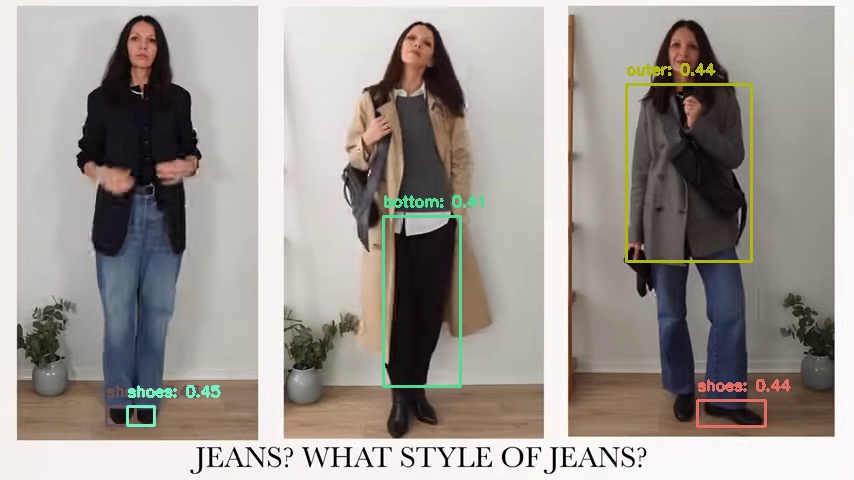 outer: 0.44
bottom: 0.41
shoes: 0.45
shoes: 0.44
JEANS? WHAT STYLE OF JEANS?